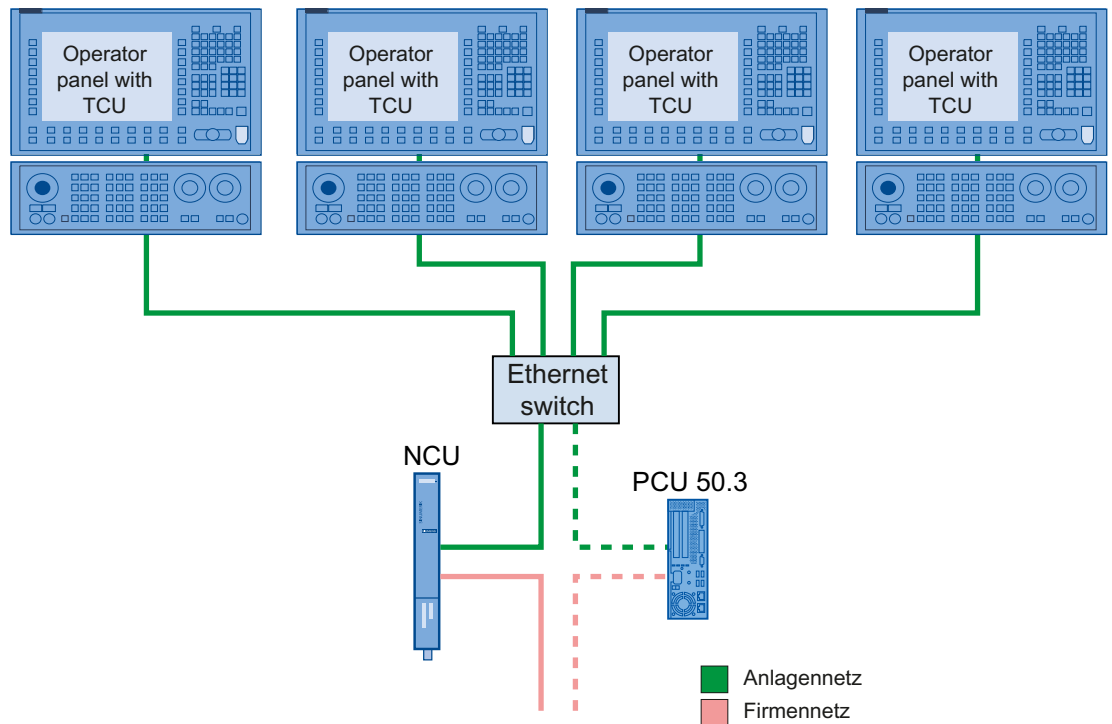 Operator
panel with
TCU
Operator
panel with
TCU
Operator
panel with
TCU
Operator
panel with
TCU
Ethernet
switch
NCU
PCU 50.3
Anlagennetz
Firmennetz